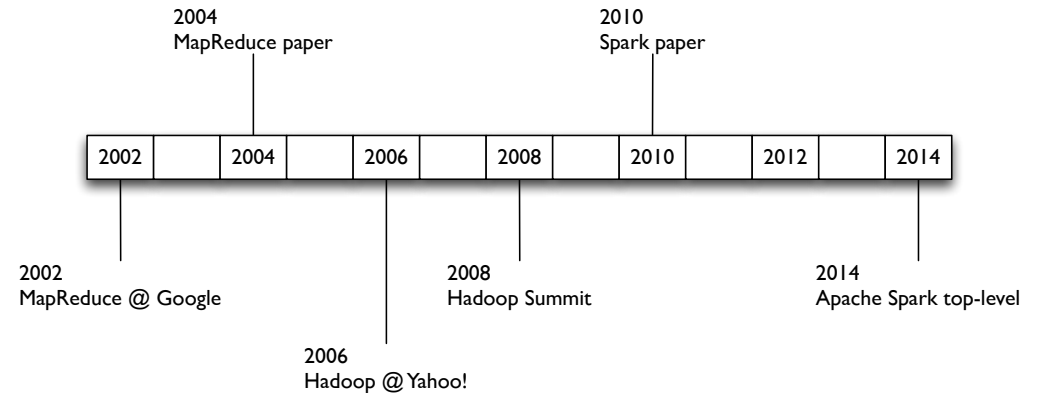 2004
MapReduce paper
2010
Spark paper
2002 2004 2006 2008 2010 2012 2014
2002
MapReduce @ Google
2008
Hadoop Summit
2014
Apache Spark top-level
2006
Hadoop @ Yahoo!